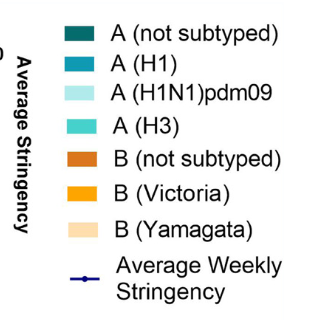 Average Stringency
A (not subtyped)
A (H1)
A (H1N1)pdm09
A (H3)
B (not subtyped)
B (Victoria)
B (Yamagata)
Average Weekly
Stringency